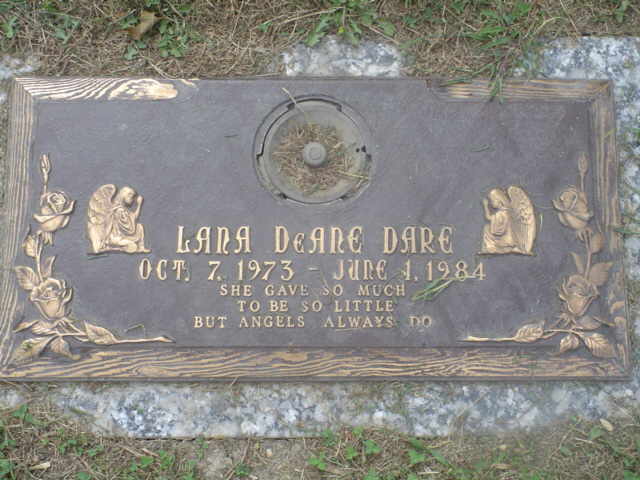 LANA DeANE DARE
OCT. 7, 1973 - JUNE 1, 1984
SHE GAVE SO MUCH
TO BE SO LITTLE
BUT ANGELS ALWAYS DO